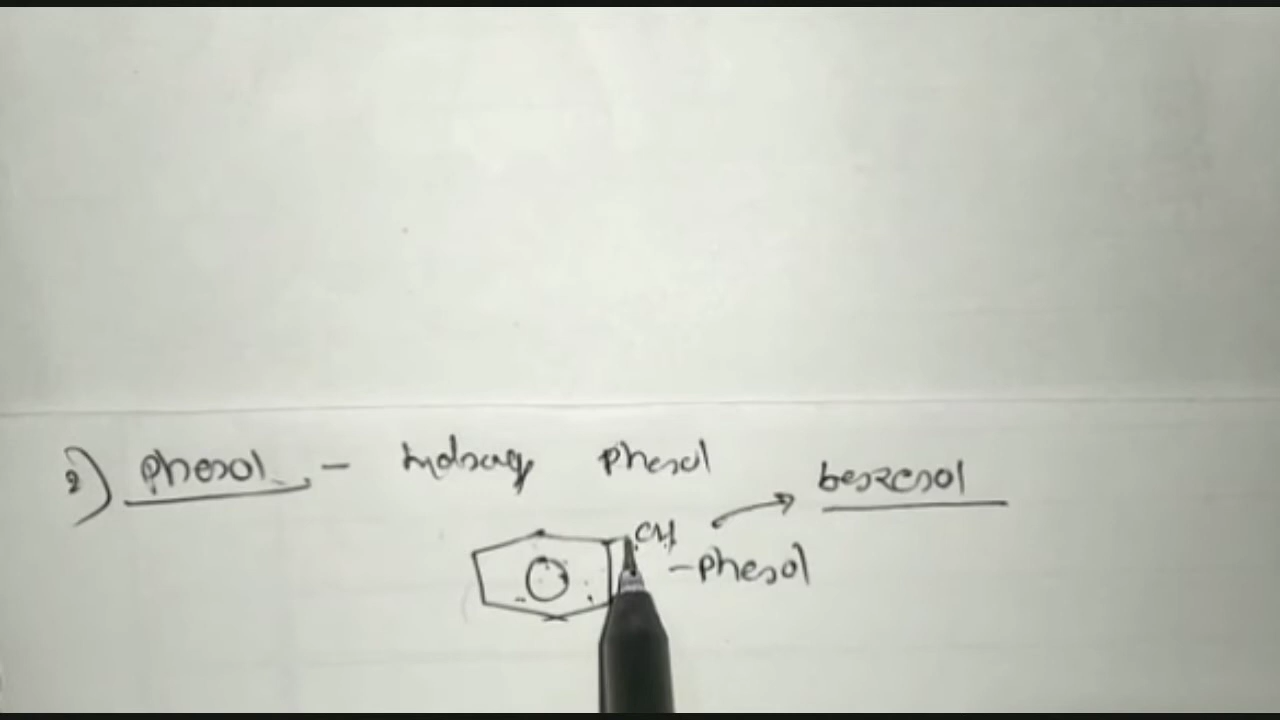 2) phenol - hydroxy phenol
benzenol
OH
- phenol